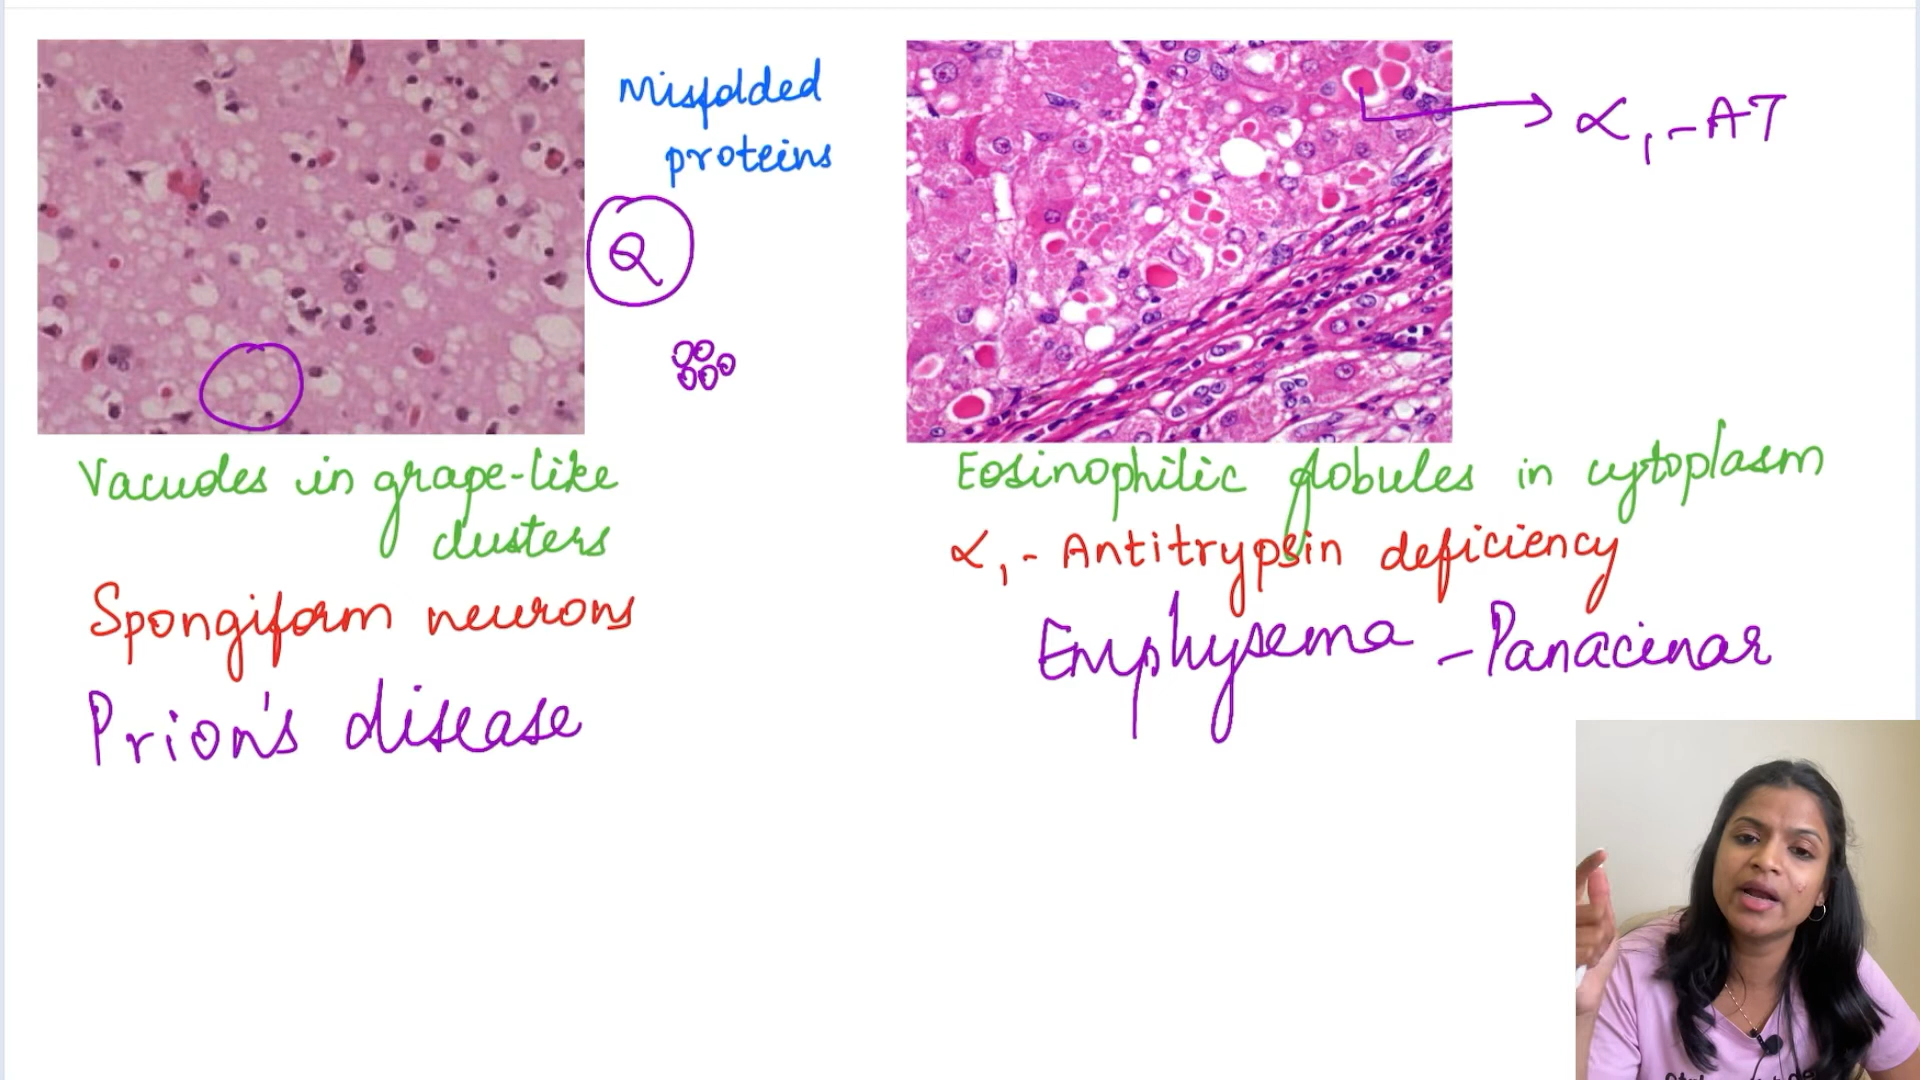 Misfolded
proteins
Q
α₁-AT
Vacuoles in grape-like
clusters
Spongiform neurons
Prion's disease
Eosinophilic globules in cytoplasm
α₁- Antitrypsin deficiency
Emphysema - Panacinar